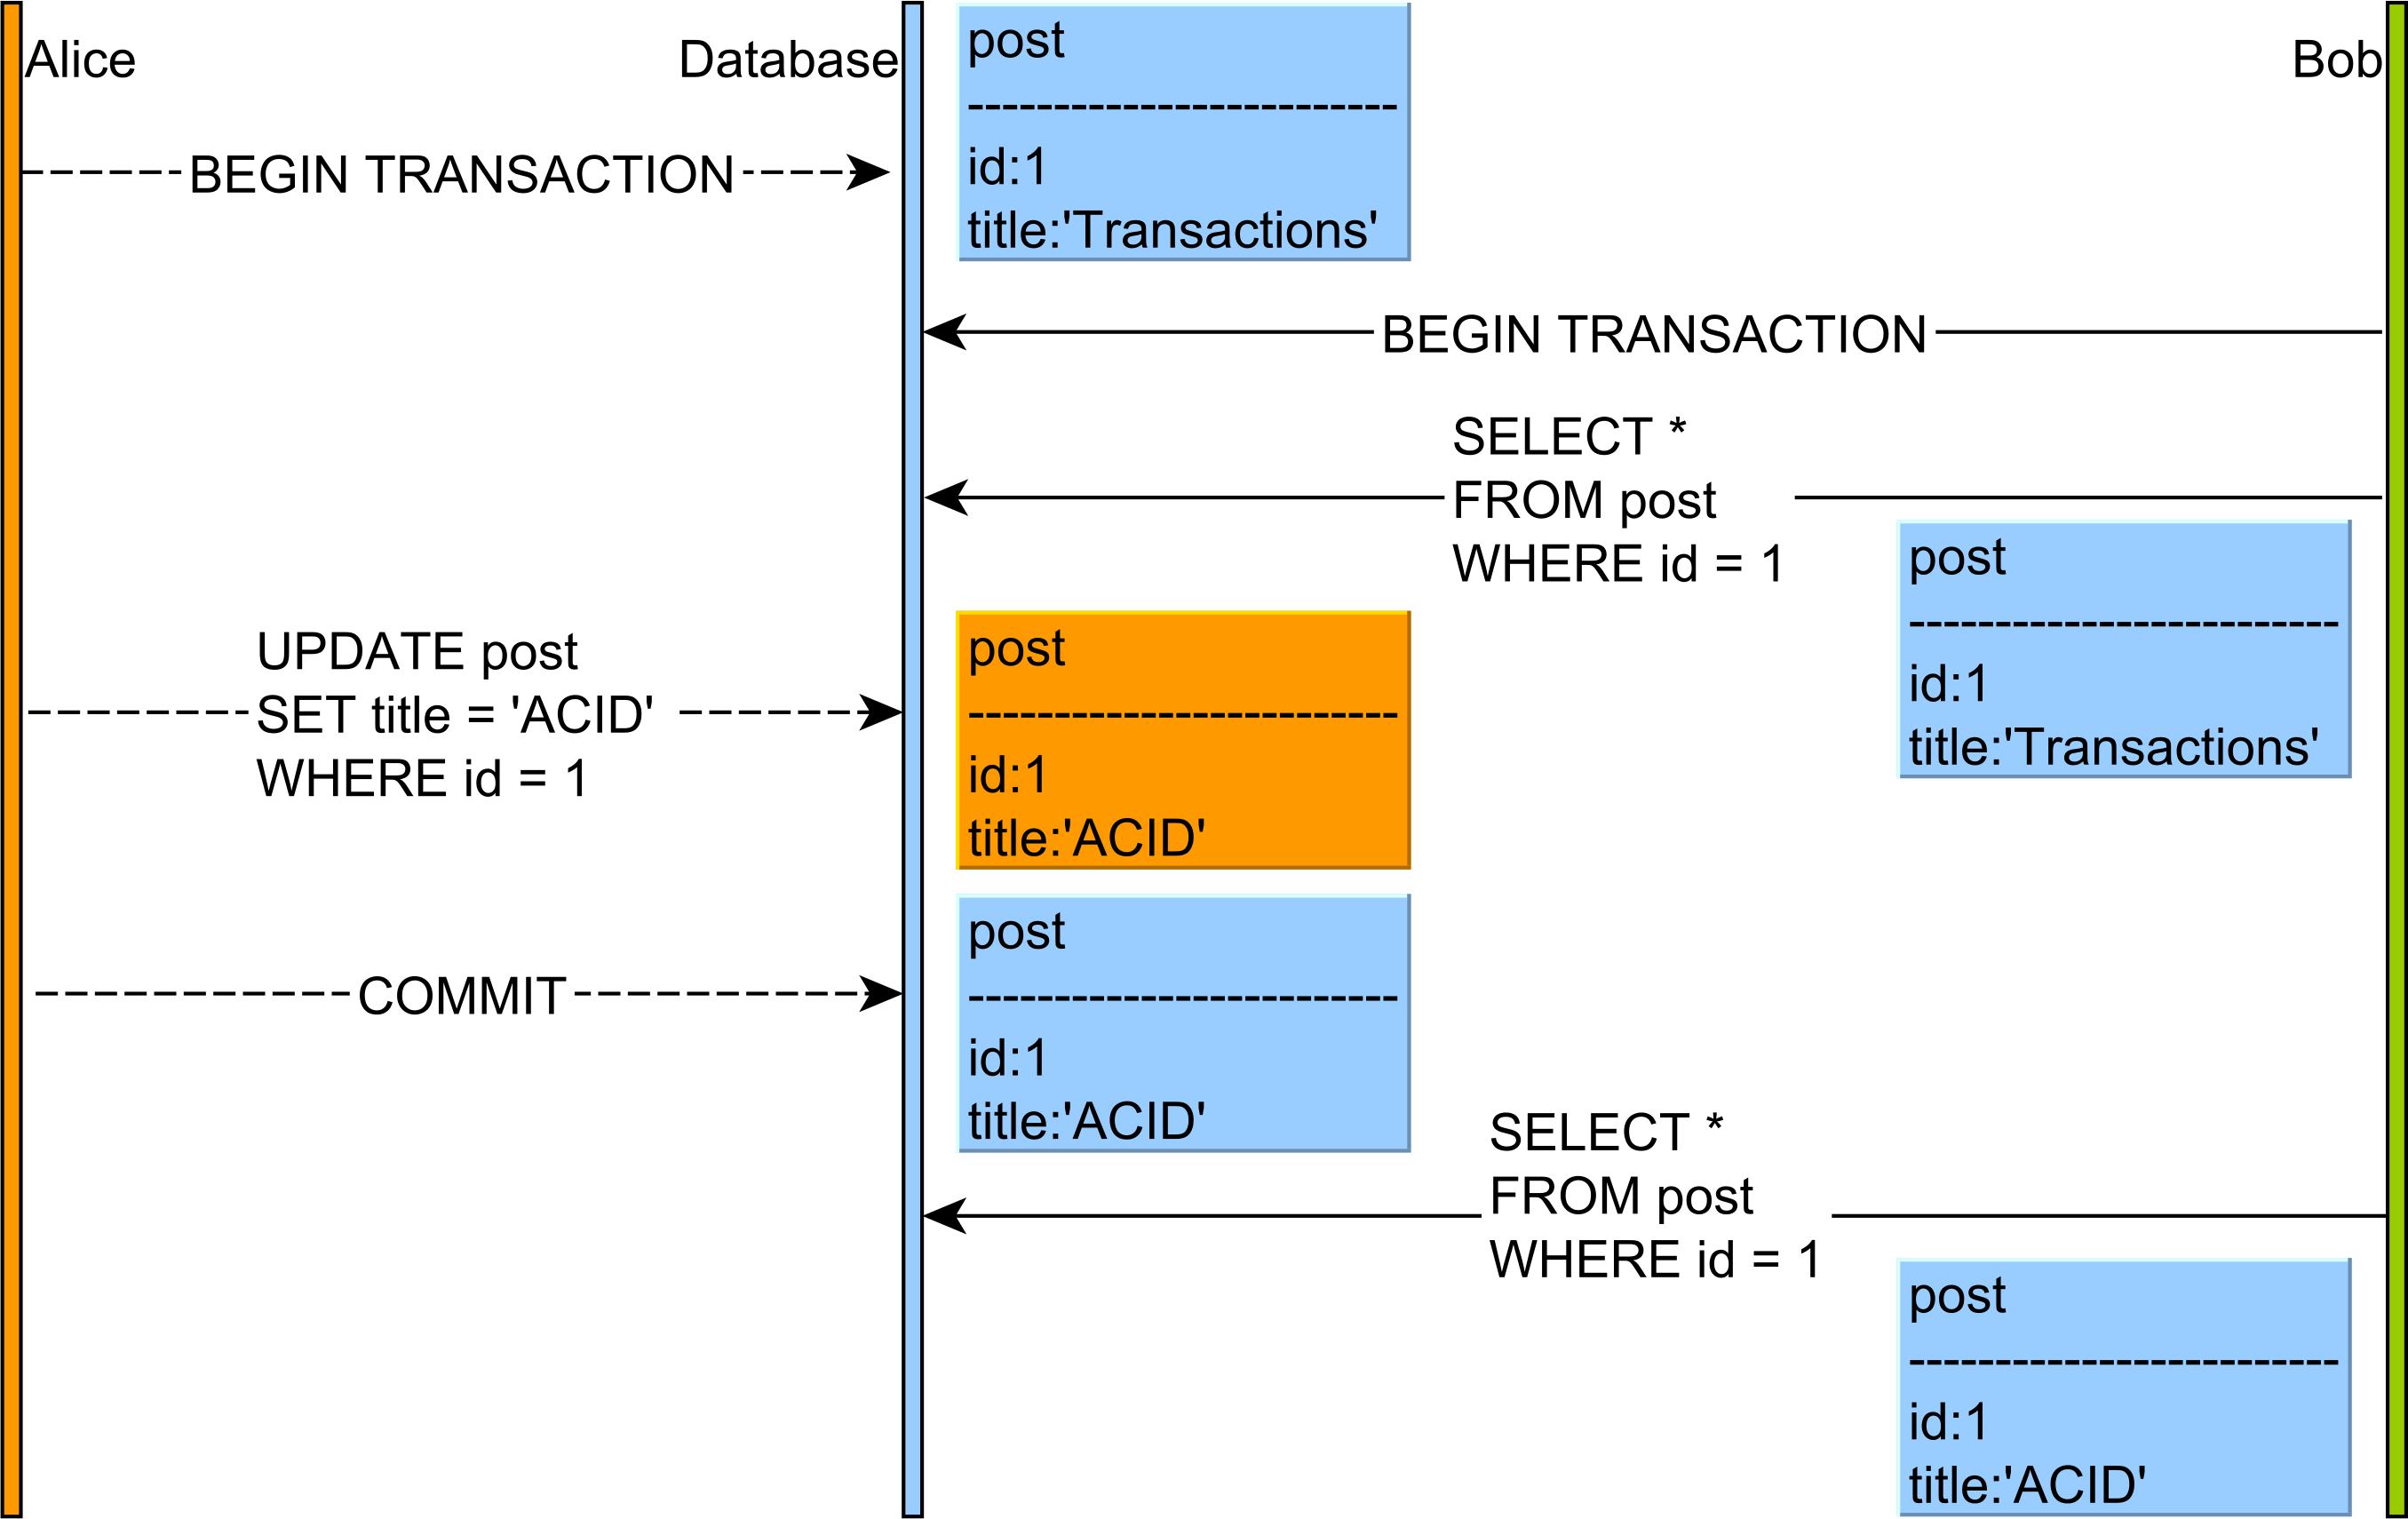 Alice
Database
Bob
post
------------------------
id:1
title:'Transactions'
BEGIN TRANSACTION
BEGIN TRANSACTION
SELECT *
FROM post
WHERE id = 1
post
------------------------
id:1
title:'Transactions'
UPDATE post
SET title = 'ACID'
WHERE id = 1
post
------------------------
id:1
title:'ACID'
COMMIT
post
------------------------
id:1
title:'ACID'
SELECT *
FROM post
WHERE id = 1
post
------------------------
id:1
title:'ACID'